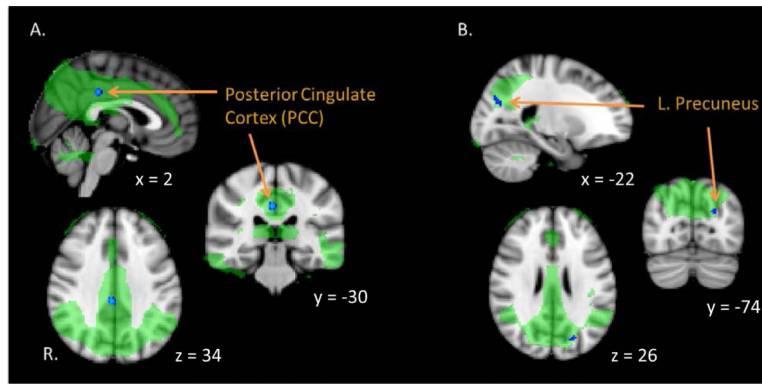 A.
Posterior Cingulate
Cortex (PCC)
x = 2
y = -30
R.
z = 34
B.
L. Precuneus
x = -22
y = -74
z = 26